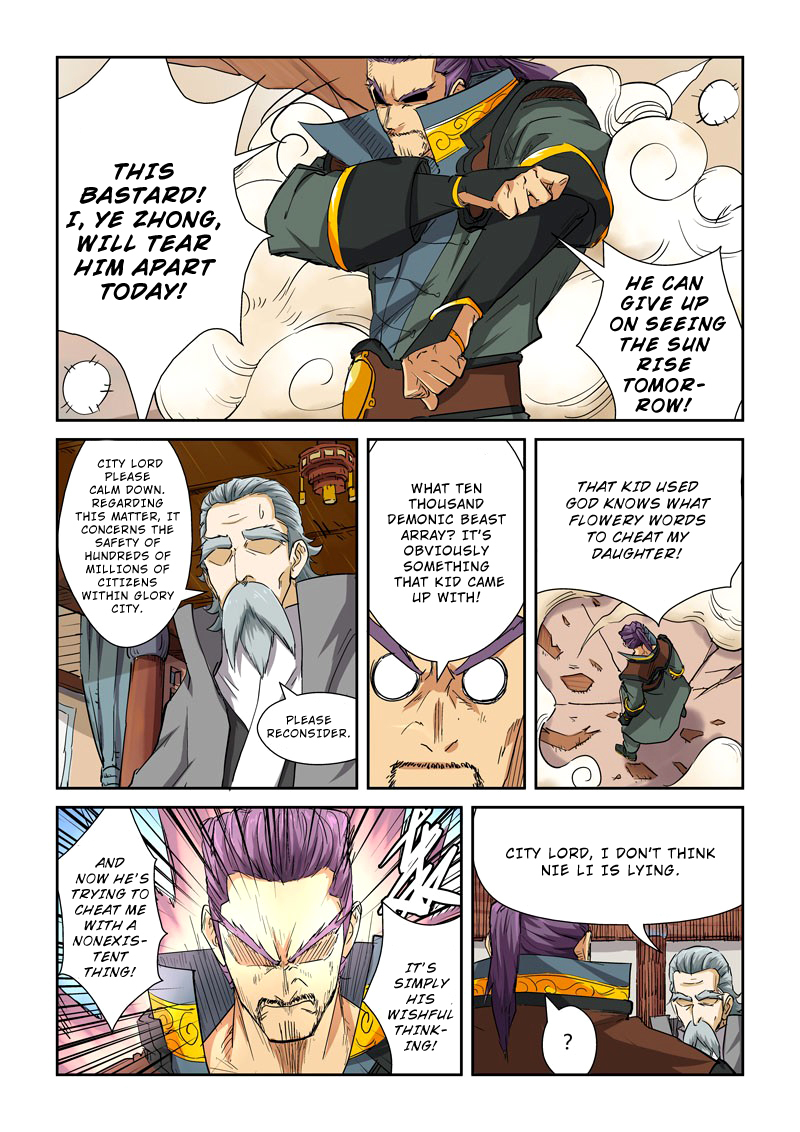 THIS
BASTARD!
I, YE ZHONG,
WILL TEAR
HIM APART
TODAY!
HE CAN
GIVE UP
ON SEEING
THE SUN
RISE
TOMOR-
ROW!
CITY LORD
PLEASE
CALM DOWN.
REGARDING
THIS MATTER, IT
CONCERNS THE
SAFETY OF
HUNDREDS OF
MILLIONS OF
CITIZENS
WITHIN GLORY
CITY.
PLEASE
RECONSIDER.
WHAT TEN
THOUSAND
DEMONIC BEAST
ARRAY? IT'S
OBVIOUSLY
SOMETHING
THAT KID CAME
UP WITH!
THAT KID USED
GOD KNOWS WHAT
FLOWERY WORDS
TO CHEAT MY
DAUGHTER!
AND
NOW HE'S
TRYING TO
CHEAT ME
WITH A
NONEXIS-
TENT
THING!
IT'S
SIMPLY
HIS
WISHFUL
THINK-
ING!
CITY LORD, I DON'T THINK
NIE LI IS LYING.
?